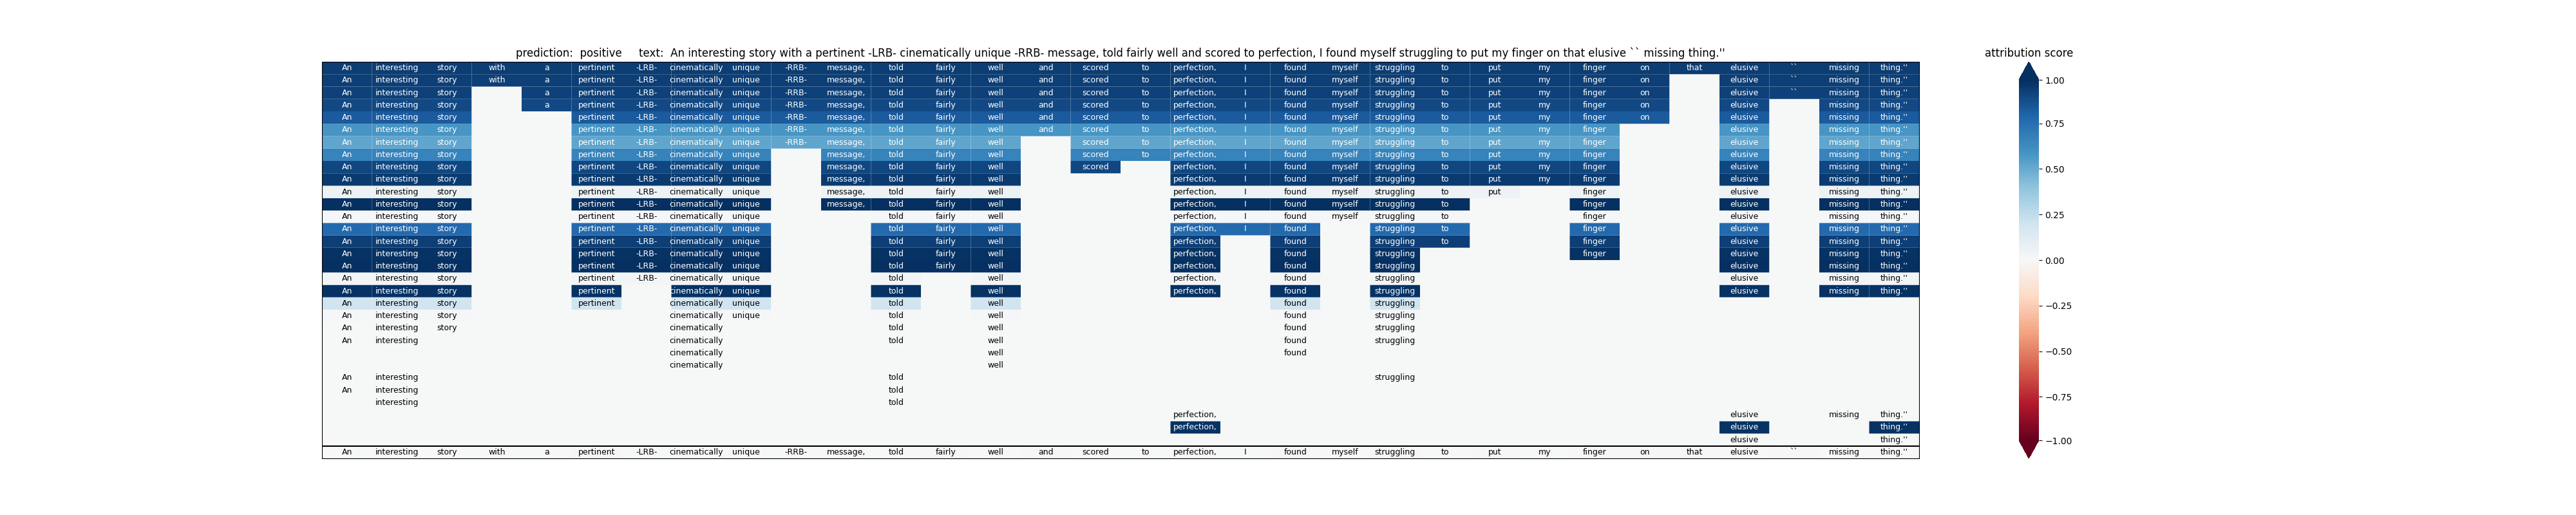 prediction: positive text: An interesting story with a pertinent -LRB- cinematically unique -RRB- message, told fairly well and scored to perfection, I found myself struggling to put my finger on that elusive `` missing thing.'' attribution score
An interesting story with a pertinent -LRB- cinematically unique -RRB- message, told fairly well and scored to perfection, I found myself struggling to put my finger on that elusive `` missing thing.''
An interesting story with a pertinent -LRB- cinematically unique -RRB- message, told fairly well and scored to perfection, I found myself struggling to put my finger on elusive `` missing thing.'' 1.00
An interesting story a pertinent -LRB- cinematically unique -RRB- message, told fairly well and scored to perfection, I found myself struggling to put my finger on elusive `` missing thing.''
An interesting story a pertinent -LRB- cinematically unique -RRB- message, told fairly well and scored to perfection, I found myself struggling to put my finger on elusive missing thing.''
An interesting story pertinent -LRB- cinematically unique -RRB- message, told fairly well and scored to perfection, I found myself struggling to put my finger on elusive missing thing.'' 0.75
An interesting story pertinent -LRB- cinematically unique -RRB- message, told fairly well and scored to perfection, I found myself struggling to put my finger elusive missing thing.''
An interesting story pertinent -LRB- cinematically unique -RRB- message, told fairly well scored to perfection, I found myself struggling to put my finger elusive missing thing.''
An interesting story pertinent -LRB- cinematically unique message, told fairly well scored to perfection, I found myself struggling to put my finger elusive missing thing.''
An interesting story pertinent -LRB- cinematically unique message, told fairly well scored perfection, I found myself struggling to put my finger elusive missing thing.'' 0.50
An interesting story pertinent -LRB- cinematically unique message, told fairly well perfection, I found myself struggling to put my finger elusive missing thing.''
An interesting story pertinent -LRB- cinematically unique message, told fairly well perfection, I found myself struggling to put finger elusive missing thing.''
An interesting story pertinent -LRB- cinematically unique message, told fairly well perfection, I found myself struggling to finger elusive missing thing.''
An interesting story pertinent -LRB- cinematically unique told fairly well perfection, I found myself struggling to finger elusive missing thing.'' 0.25
An interesting story pertinent -LRB- cinematically unique told fairly well perfection, I found struggling to finger elusive missing thing.''
An interesting story pertinent -LRB- cinematically unique told fairly well perfection, found struggling to finger elusive missing thing.''
An interesting story pertinent -LRB- cinematically unique told fairly well perfection, found struggling finger elusive missing thing.''
An interesting story pertinent -LRB- cinematically unique told fairly well perfection, found struggling elusive missing thing.'' 0.00
An interesting story pertinent -LRB- cinematically unique told well perfection, found struggling elusive missing thing.''
An interesting story pertinent cinematically unique told well perfection, found struggling elusive missing thing.''
An interesting story pertinent cinematically unique told well found struggling
−0.25
An interesting story cinematically unique told well found struggling
An interesting story cinematically told well found struggling
An interesting cinematically told well found struggling
cinematically well found −0.50
cinematically well
An interesting told struggling
An interesting told
−0.75
interesting told
perfection, elusive missing thing.''
perfection, elusive thing.''
elusive thing.'' −1.00
An interesting story with a pertinent -LRB- cinematically unique -RRB- message, told fairly well and scored to perfection, I found myself struggling to put my finger on that elusive `` missing thing.''